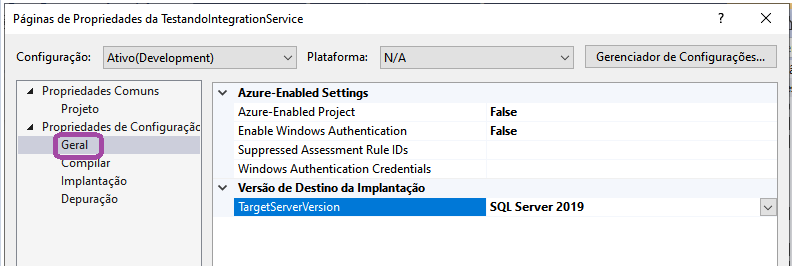 Páginas de Propriedades da TestandoIntegrationService ? ×
Configuração: Ativo(Development) Plataforma: N/A Gerenciador de Configurações...
Propriedades Comuns
Projeto
Propriedades de Configuração
Geral
Compilar
Implantação
Depuração
Azure-Enabled Settings
Azure-Enabled Project False
Enable Windows Authentication False
Suppressed Assessment Rule IDs
Windows Authentication Credentials
Versão de Destino da Implantação
TargetServerVersion SQL Server 2019